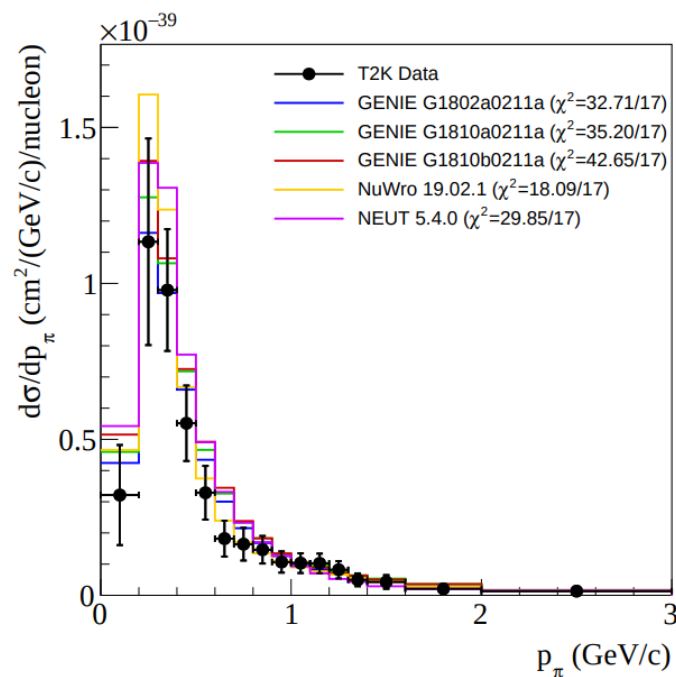 ×10⁻³⁹
dσ/dp_π (cm²/(GeV/c)/nucleon)
1.5
1
0.5
0
T2K Data
GENIE G1802a0211a (χ²=32.71/17)
GENIE G1810a0211a (χ²=35.20/17)
GENIE G1810b0211a (χ²=42.65/17)
NuWro 19.02.1 (χ²=18.09/17)
NEUT 5.4.0 (χ²=29.85/17)
0 1 2 3
p_π (GeV/c)